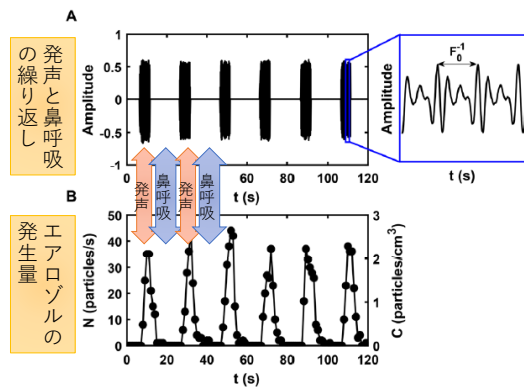 A
発声と鼻呼吸
の繰り返し
Amplitude
1
0.5
0
-0.5
-1
0 20 40 60 80 100 120
t (s)
Amplitude
F₀⁻¹
t (s)
発声
鼻呼吸
発声
鼻呼吸
B
エアロゾルの
発生量
N (particles/s)
50
40
30
20
10
0
3
2
1
0
C (particles/cm³)
0 20 40 60 80 100 120
t (s)